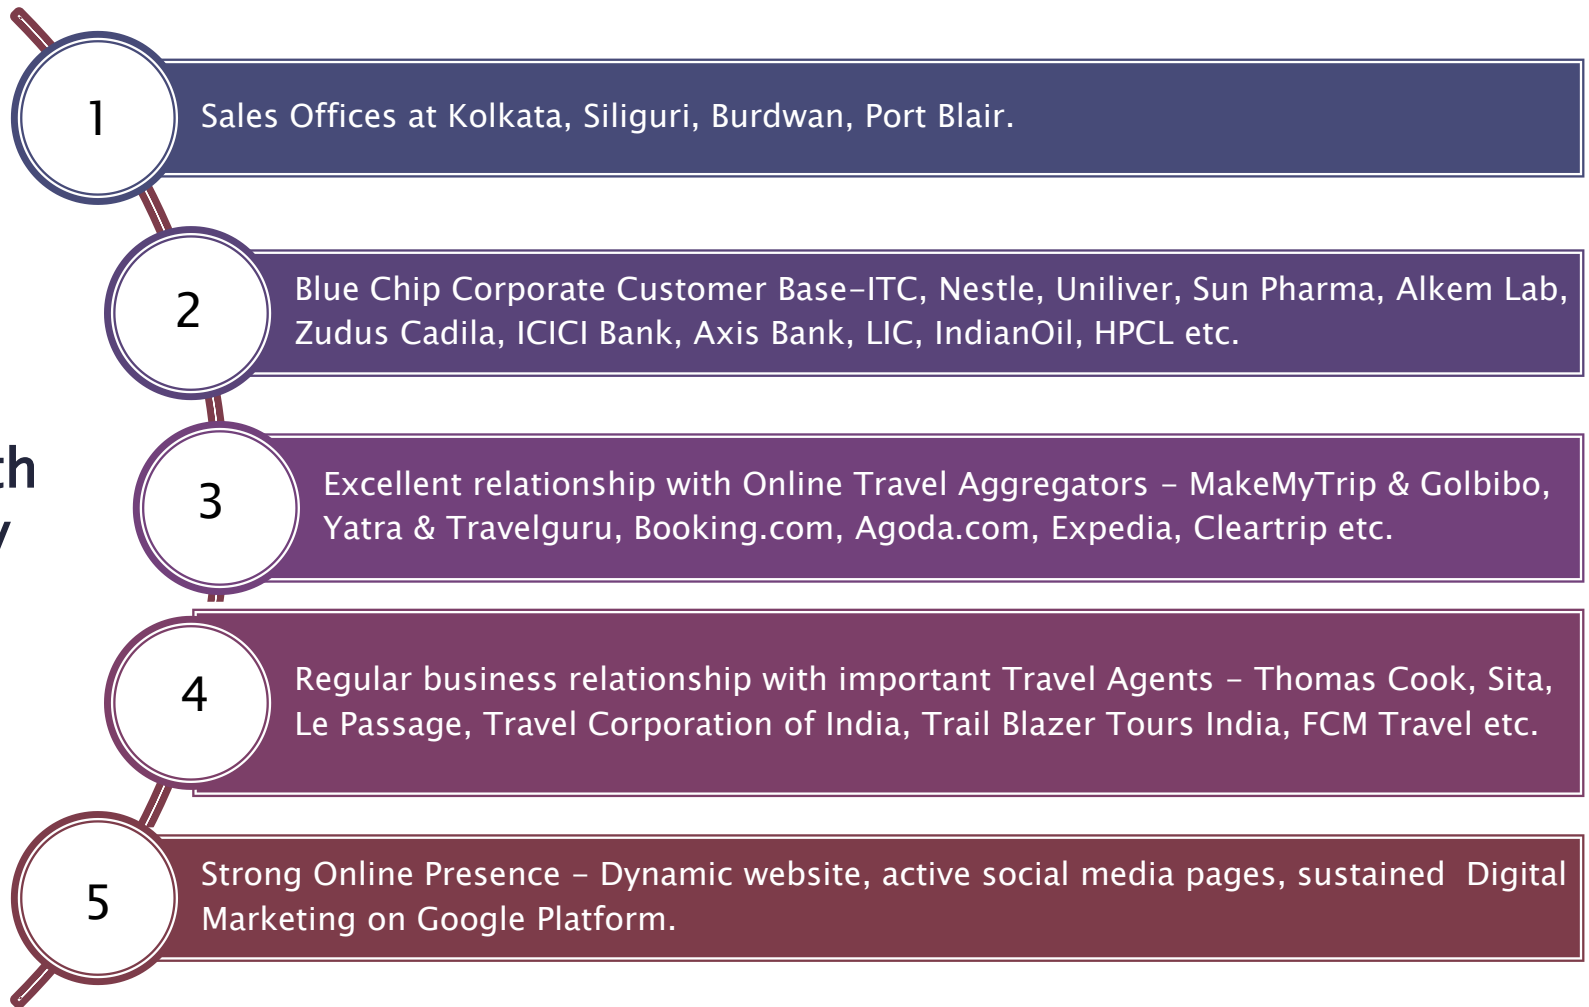 1
Sales Offices at Kolkata, Siliguri, Burdwan, Port Blair.
2
Blue Chip Corporate Customer Base-ITC, Nestle, Uniliver, Sun Pharma, Alkem Lab,
Zudus Cadila, ICICI Bank, Axis Bank, LIC, IndianOil, HPCL etc.
3
Excellent relationship with Online Travel Aggregators - MakeMyTrip & Golbibo,
Yatra & Travelguru, Booking.com, Agoda.com, Expedia, Cleartrip etc.
4
Regular business relationship with important Travel Agents - Thomas Cook, Sita,
Le Passage, Travel Corporation of India, Trail Blazer Tours India, FCM Travel etc.
5
Strong Online Presence - Dynamic website, active social media pages, sustained Digital
Marketing on Google Platform.